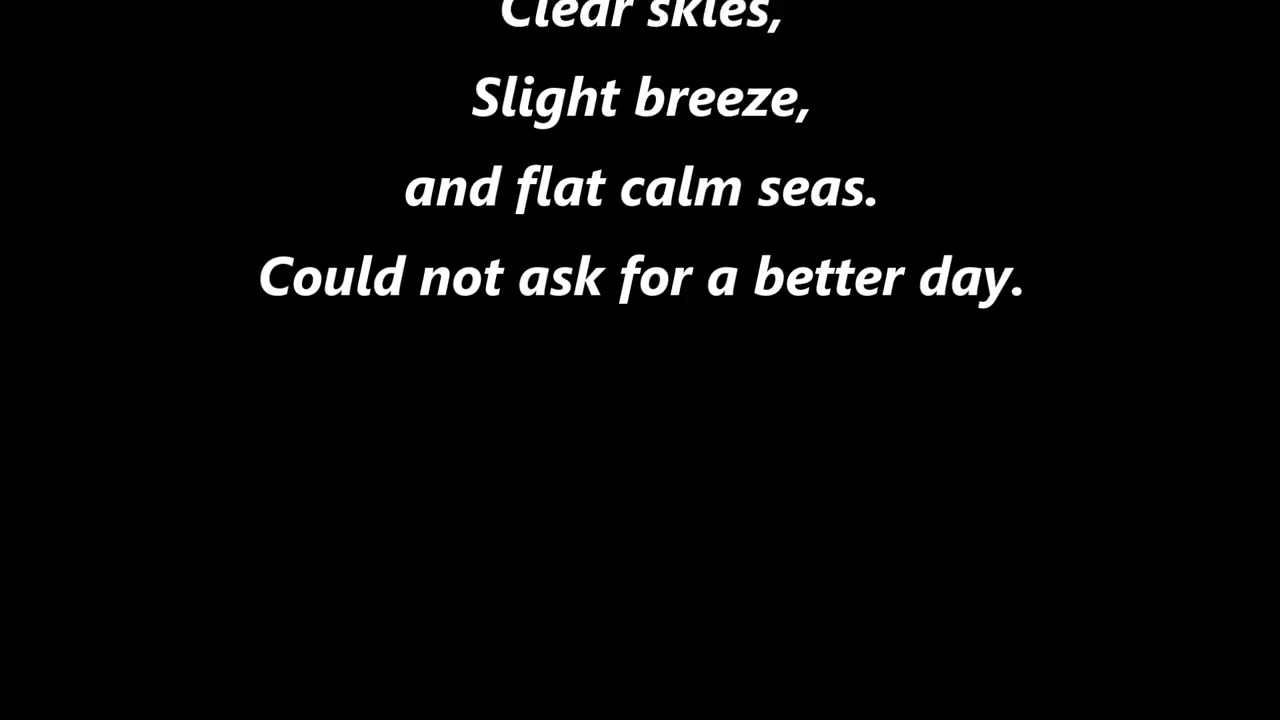 Clear skies,
Slight breeze,
and flat calm seas.
Could not ask for a better day.